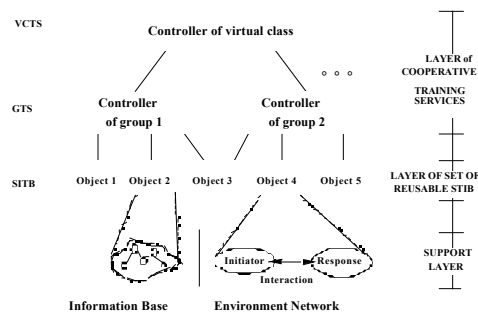 VCTS
Controller of virtual class
LAYER of
COOPERATIVE
TRAINING
SERVICES
GTS
Controller
of group 1
Controller
of group 2
SITB
Object 1
Object 2
Object 3
Object 4
Object 5
LAYER OF SET OF
REUSABLE STIB
Initiator
Response
Interaction
SUPPORT
LAYER
Information Base
Environment Network